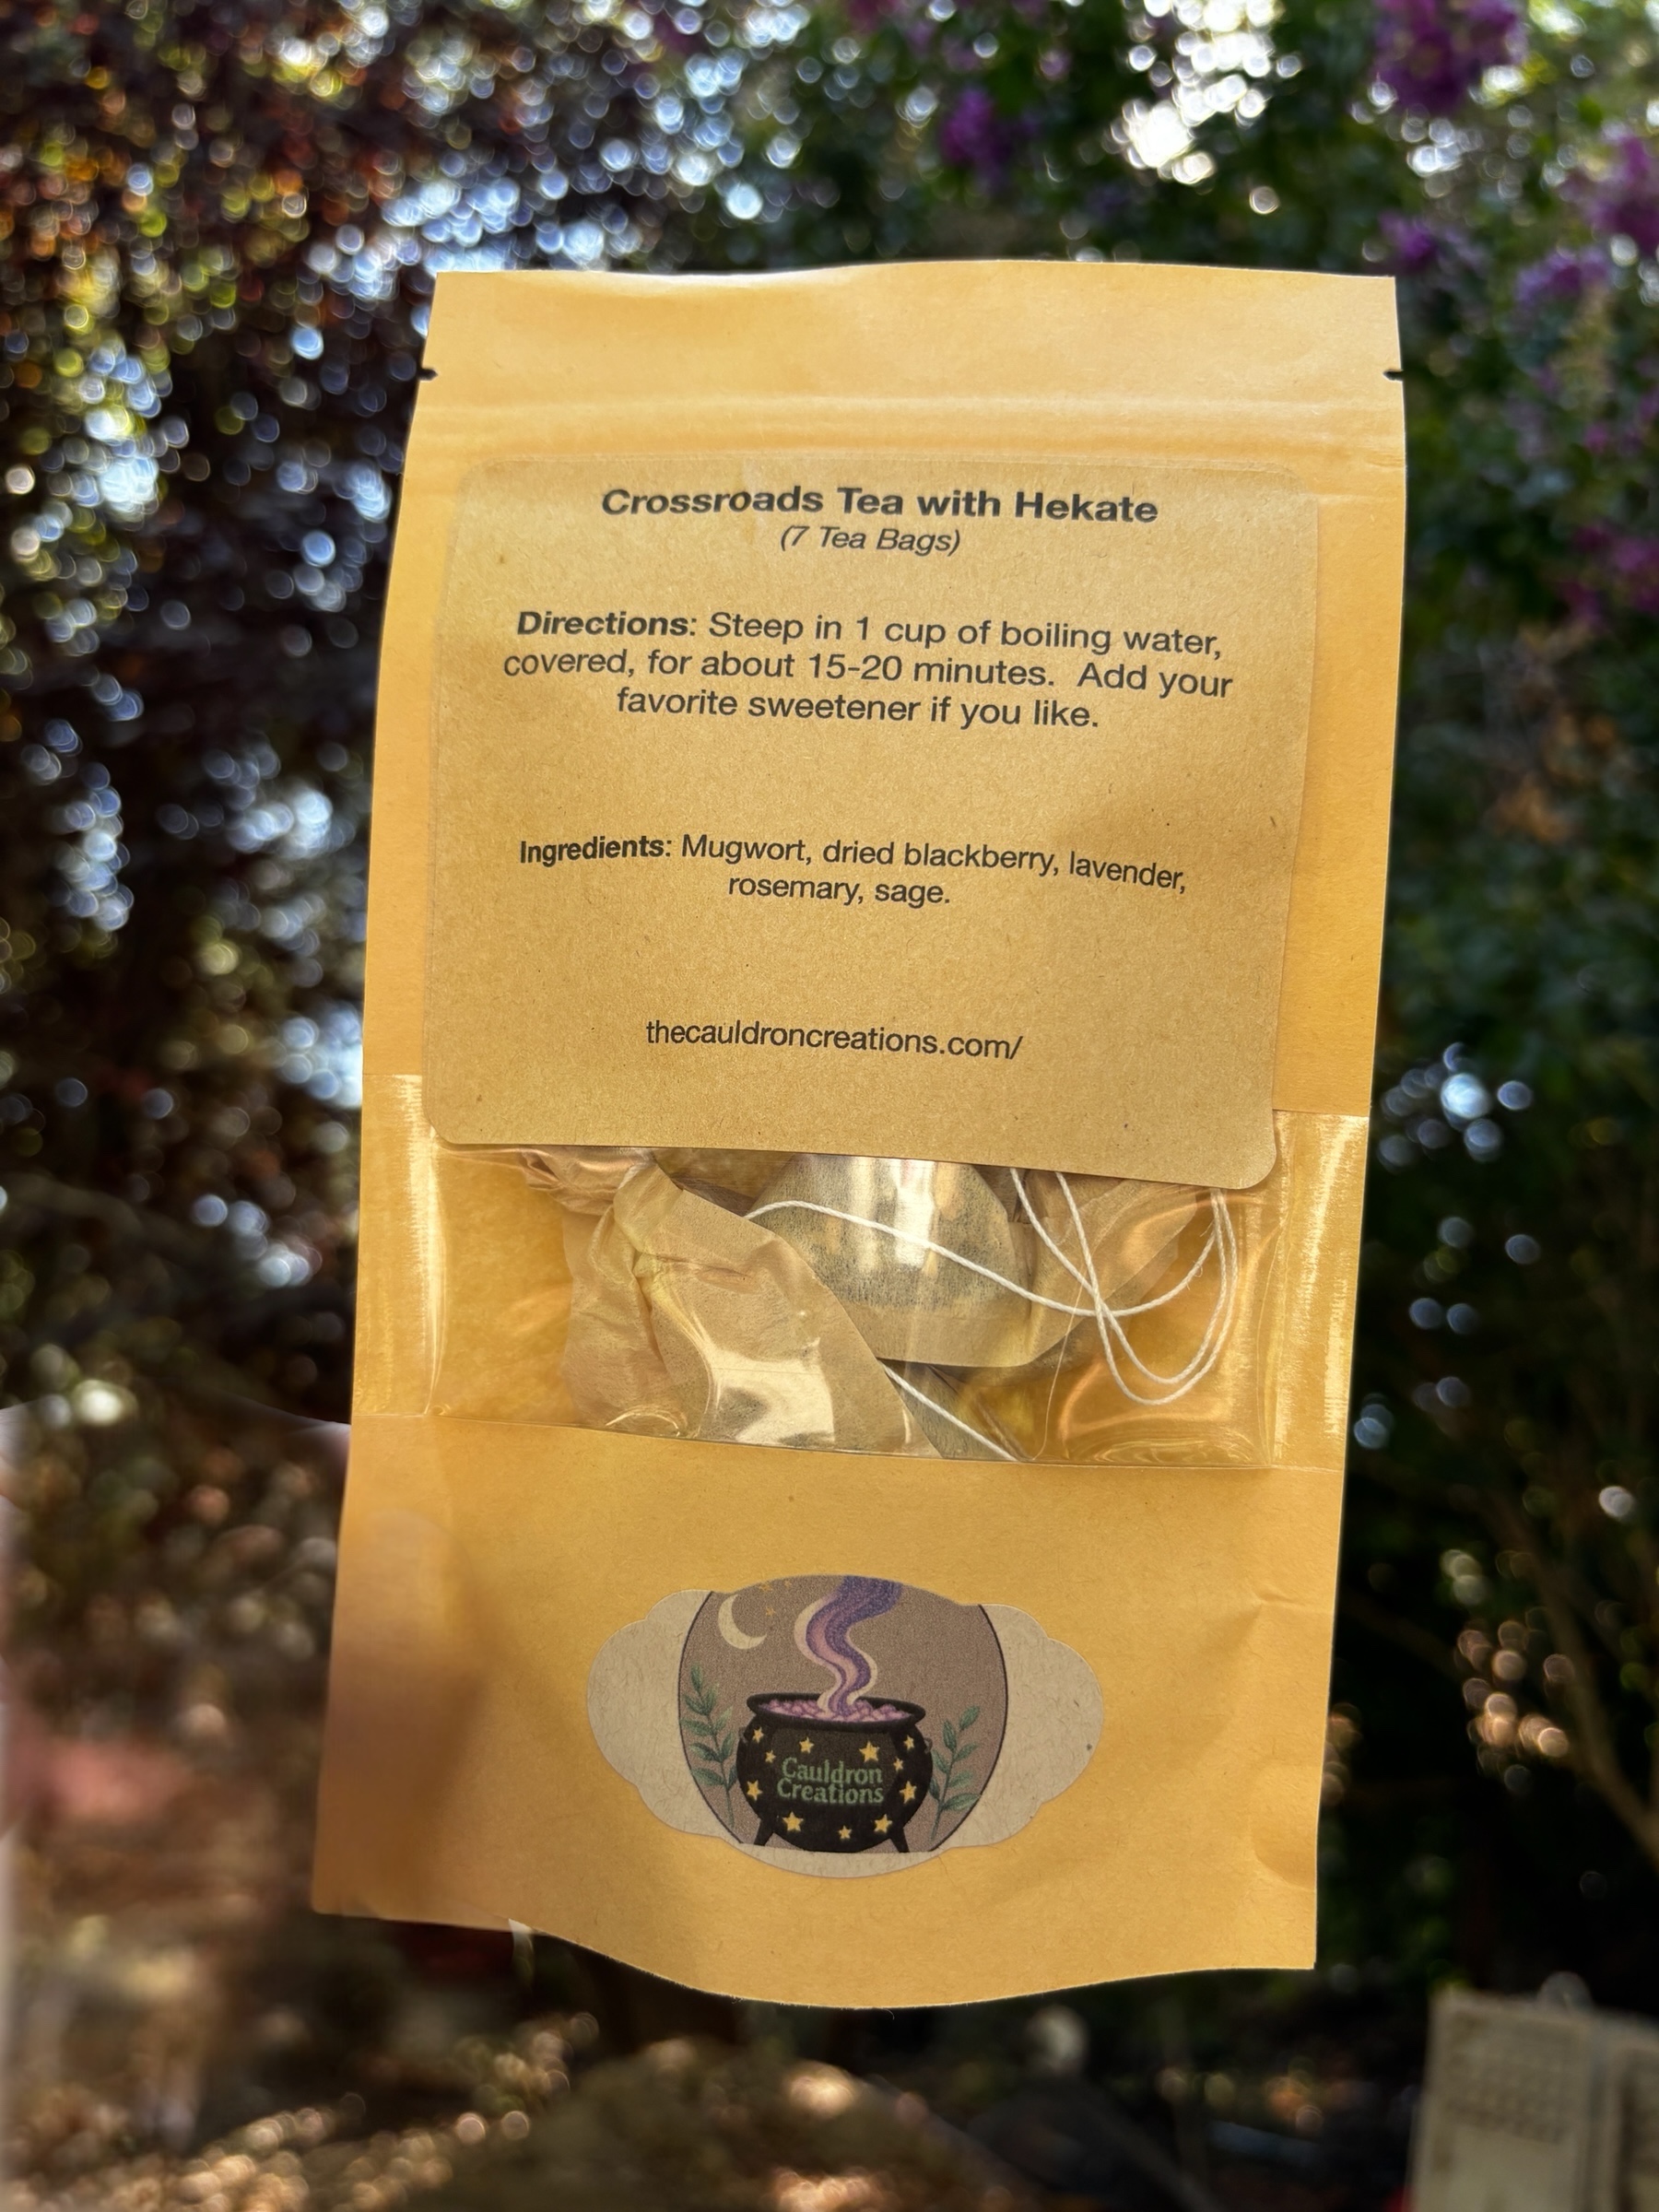 Crossroads Tea with Hekate
(7 Tea Bags)
Directions: Steep in 1 cup of boiling water,
covered, for about 15-20 minutes.  Add your
favorite sweetener if you like.
Ingredients: Mugwort, dried blackberry, lavender,
rosemary, sage.
thecauldroncreations.com/
Cauldron
Creations